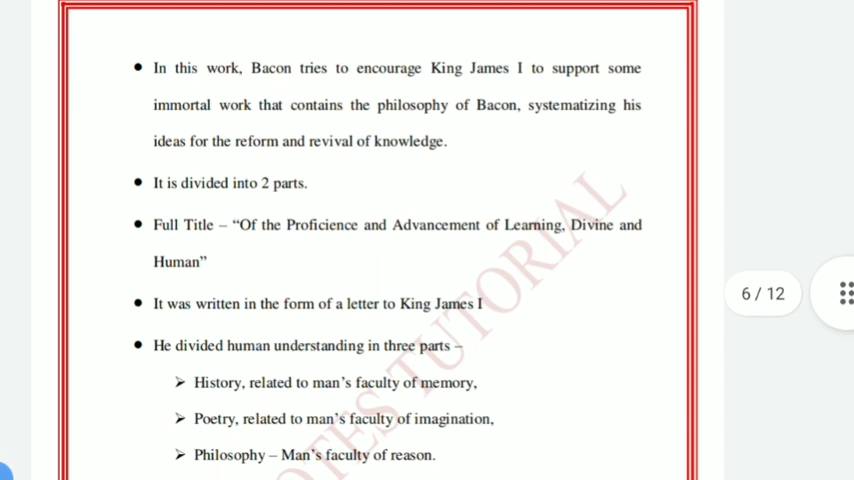 • In this work, Bacon tries to encourage King James I to support some
immortal work that contains the philosophy of Bacon, systematizing his
ideas for the reform and revival of knowledge.
• It is divided into 2 parts.
• Full Title – “Of the Proficience and Advancement of Learning, Divine and
Human”
• It was written in the form of a letter to King James I
• He divided human understanding in three parts –
➢ History, related to man’s faculty of memory,
➢ Poetry, related to man’s faculty of imagination,
➢ Philosophy – Man’s faculty of reason.
6 / 12
OTES TUTORIAL